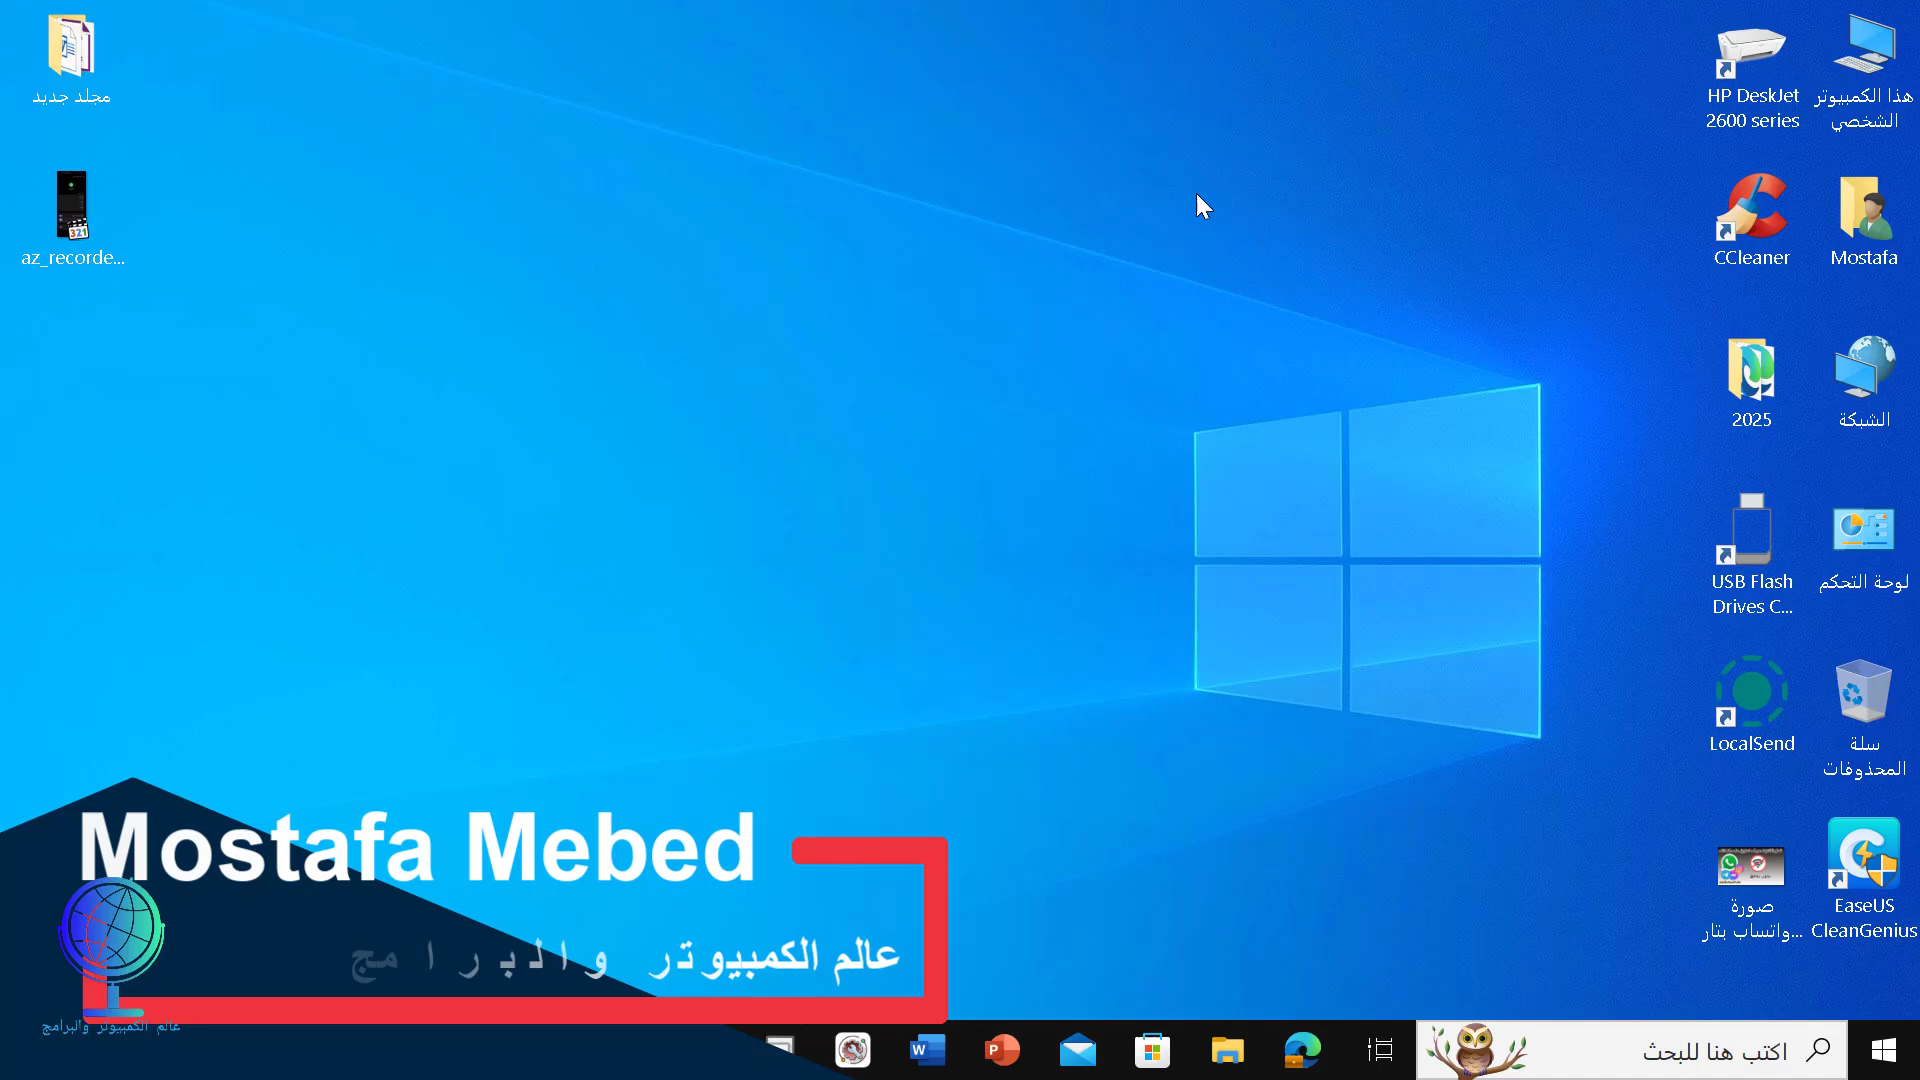 مجلد جديد
az_recorde...
HP DeskJet
2600 series
هذا الكمبيوتر
الشخصي
CCleaner
Mostafa
2025
الشبكة
USB Flash
Drives C...
لوحة التحكم
LocalSend
سلة
المحذوفات
صورة
واتساب بتار...
EaseUS
CleanGenius
Mostafa Mebed
عالم الكمبيوتر والبرامج
عالم الكمبيوتر والبرامج
اكتب هنا للبحث